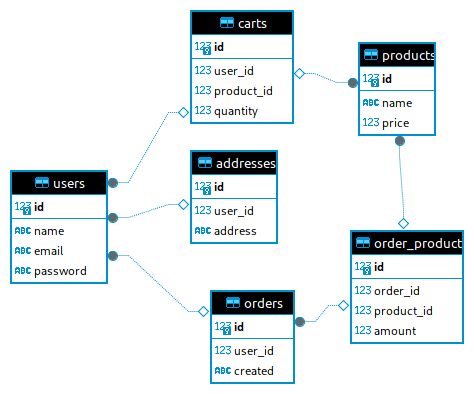 carts
123 id
123 user_id
123 product_id
123 quantity
products
123 id
ABC name
123 price
addresses
123 id
123 user_id
ABC address
users
123 id
ABC name
ABC email
ABC password
order_product
123 id
123 order_id
123 product_id
123 amount
orders
123 id
123 user_id
ABC created